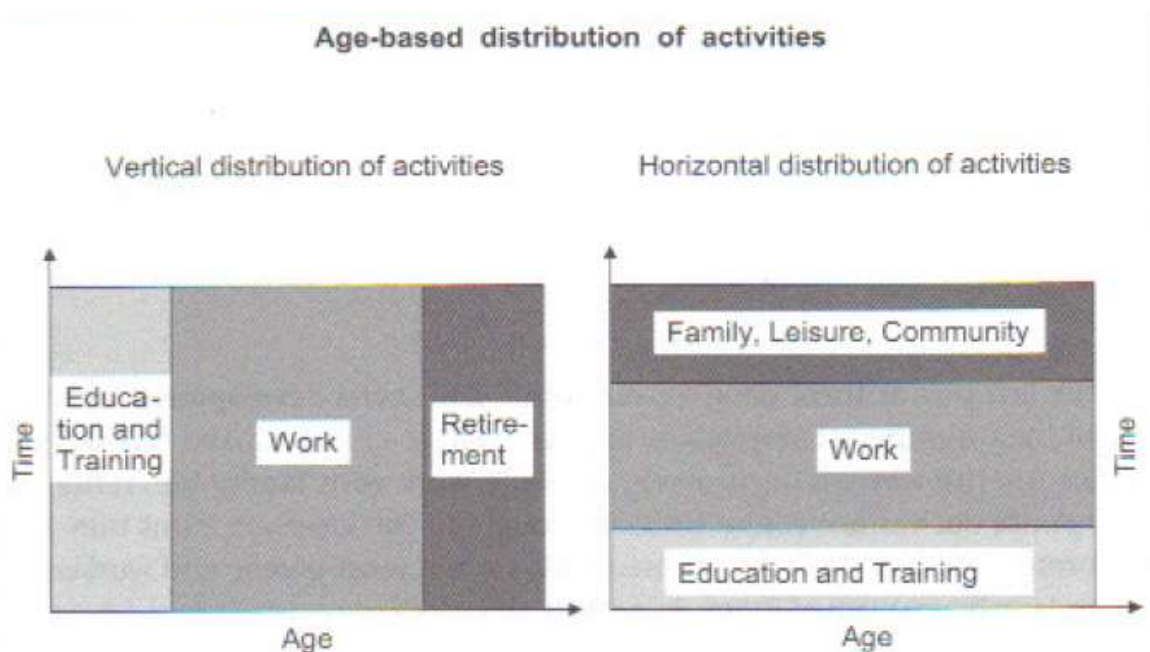 Age-based distribution of activities
Vertical distribution of activities
Horizontal distribution of activities
Time
Educa-
tion and
Training
Work
Retire-
ment
Age
Family, Leisure, Community
Work
Education and Training
Time
Age